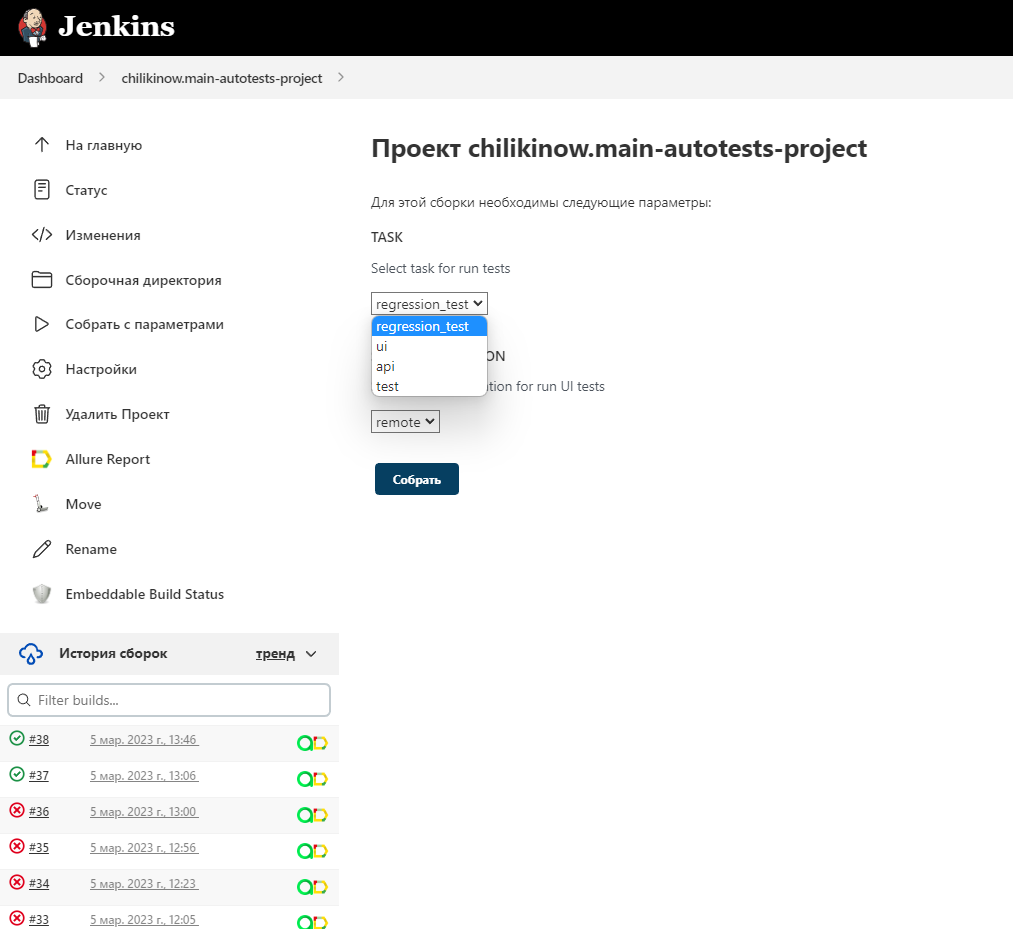 Jenkins
Dashboard
chilikinow.main-autotests-project
На главную
Статус
Изменения
Сборочная директория
Собрать с параметрами
Настройки
Удалить Проект
Allure Report
Move
Rename
Embeddable Build Status
История сборок
тренд
Filter builds...
#38 5 мар. 2023 г., 13:46
#37 5 мар. 2023 г., 13:06
#36 5 мар. 2023 г., 13:00
#35 5 мар. 2023 г., 12:56
#34 5 мар. 2023 г., 12:23
#33 5 мар. 2023 г., 12:05
Проект chilikinow.main-autotests-project
Для этой сборки необходимы следующие параметры:
TASK
Select task for run tests
regression_test
regression_test
ui
api
test
for run UI tests
remote
Собрать